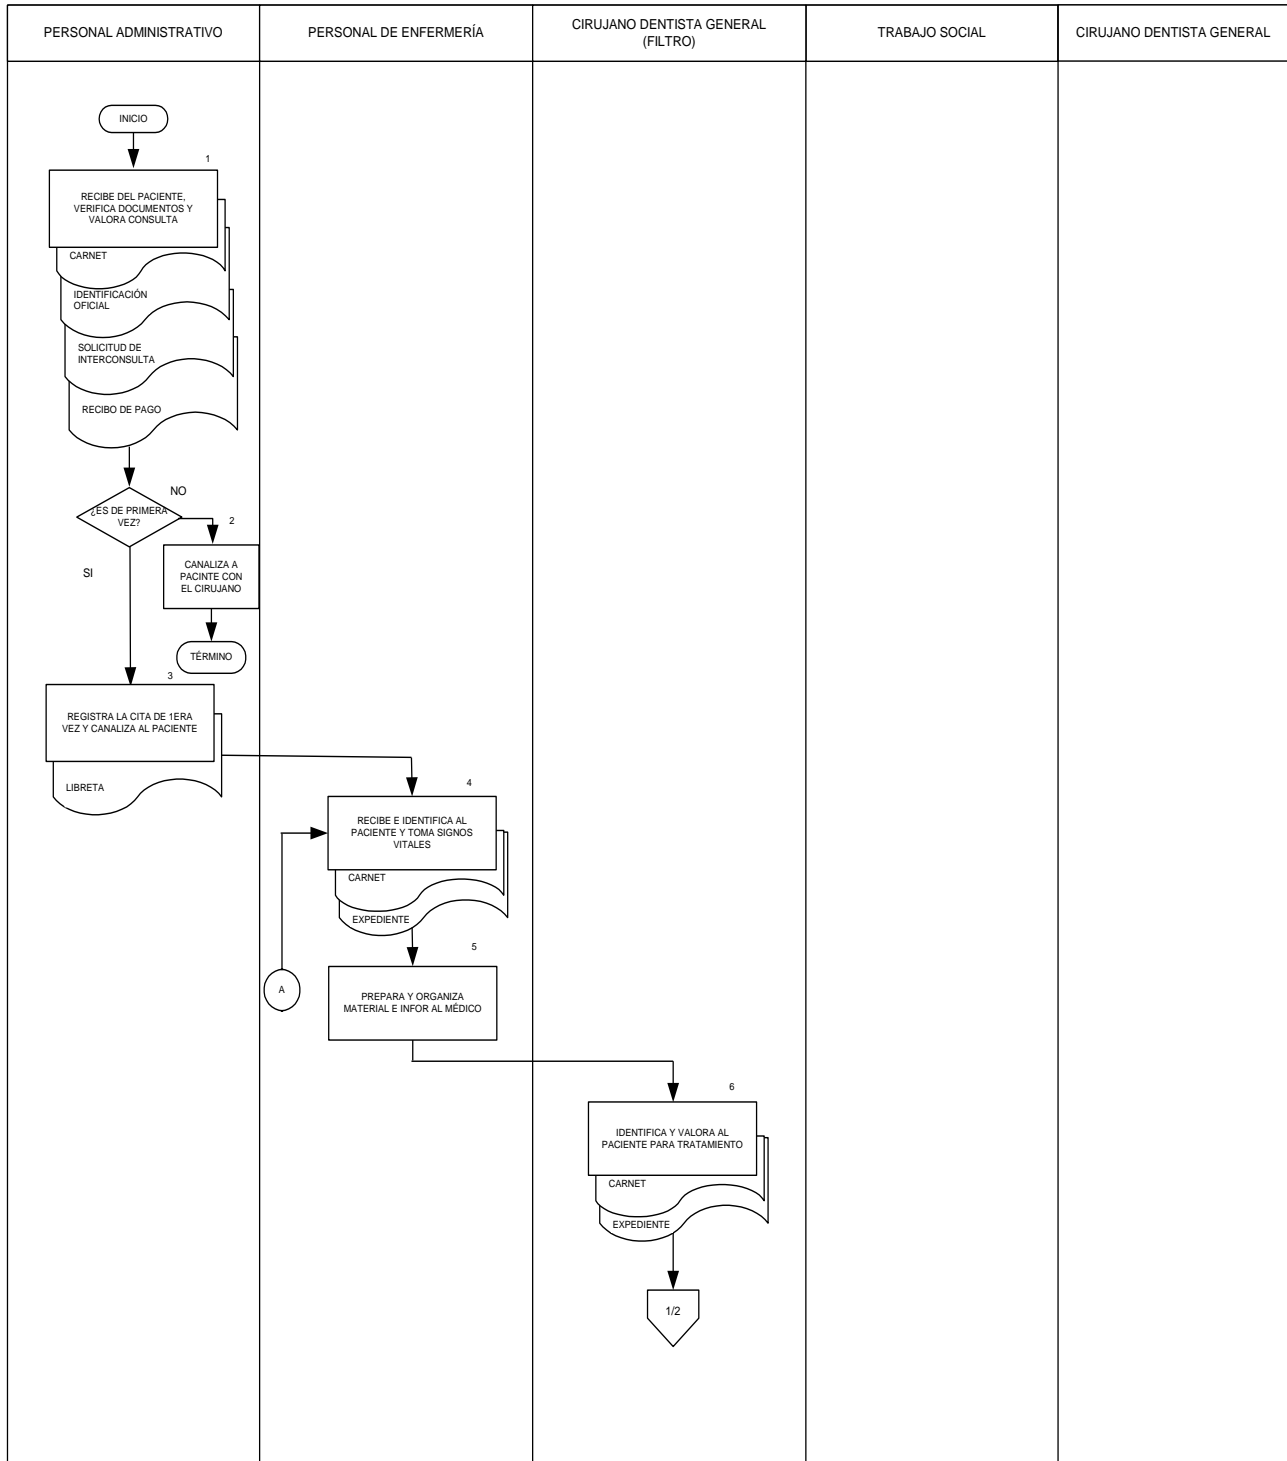 PERSONAL ADMINISTRATIVO
PERSONAL DE ENFERMERÍA
CIRUJANO DENTISTA GENERAL
(FILTRO)
TRABAJO SOCIAL
CIRUJANO DENTISTA GENERAL
INICIO
1
RECIBE DEL PACIENTE,
VERIFICA DOCUMENTOS Y
VALORA CONSULTA
CARNET
IDENTIFICACIÓN
OFICIAL
SOLICITUD DE
INTERCONSULTA
RECIBO DE PAGO
¿ES DE PRIMERA
VEZ?
NO
2
CANALIZA A
PACINTE CON
EL CIRUJANO
TÉRMINO
SI
3
REGISTRA LA CITA DE 1ERA
VEZ Y CANALIZA AL PACIENTE
LIBRETA
4
RECIBE E IDENTIFICA AL
PACIENTE Y TOMA SIGNOS
VITALES
CARNET
EXPEDIENTE
A
5
PREPARA Y ORGANIZA
MATERIAL E INFOR AL MÉDICO
6
IDENTIFICA Y VALORA AL
PACIENTE PARA TRATAMIENTO
CARNET
EXPEDIENTE
1/2